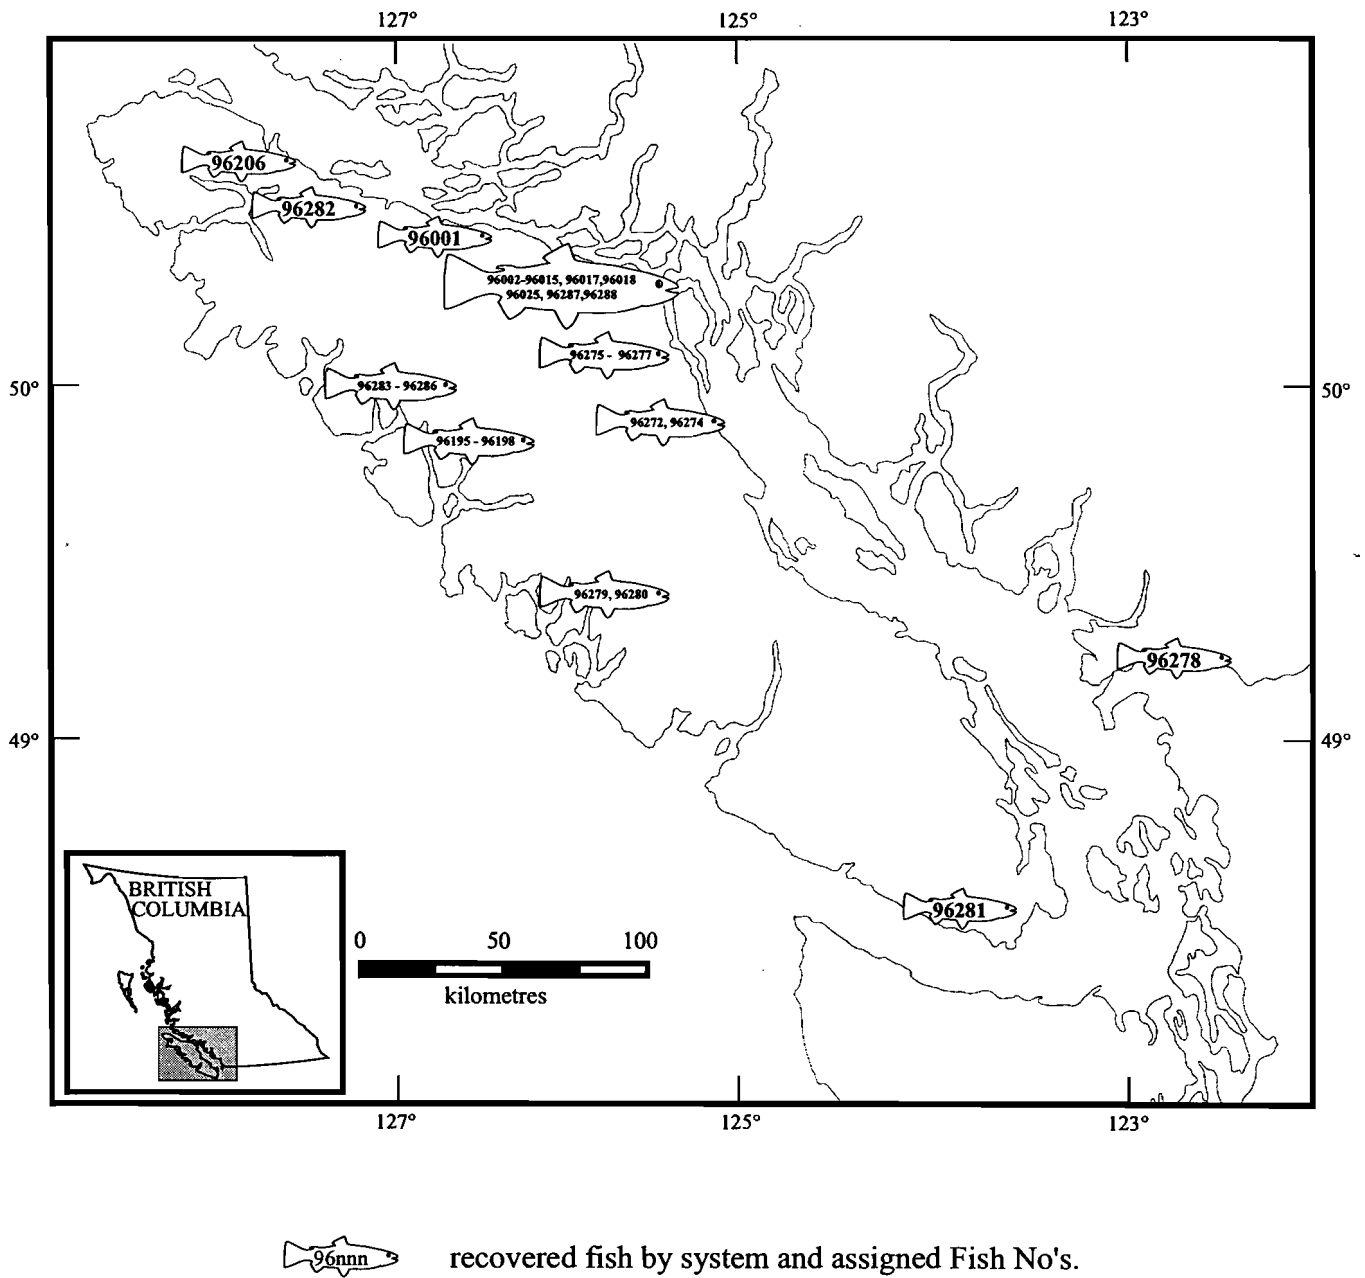 127°
125°
123°
96206
96282
96001
96002-96015, 96017,96018
96025, 96287,96288
96275 - 96277
50°
50°
96283 - 96286
96272, 96274
96195 - 96198
96279, 96280
96278
49°
49°
BRITISH
COLUMBIA
96281
0 50 100
kilometres
127°
125°
123°
96nnn recovered fish by system and assigned Fish No's.